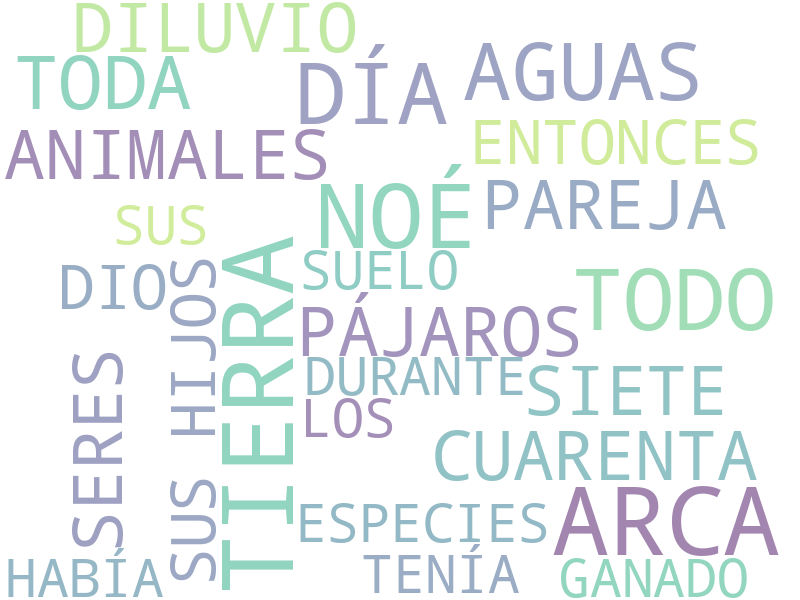 DILUVIO
TODA
DÍA
AGUAS
ANIMALES
ENTONCES
NOÉ
PAREJA
SUS
SUELO
DIO
TODO
TIERRA
SUS HIJOS
PÁJAROS
SERES
DURANTE
SIETE
LOS
CUARENTA
ARCA
ESPECIES
HABÍA
TENÍA
GANADO